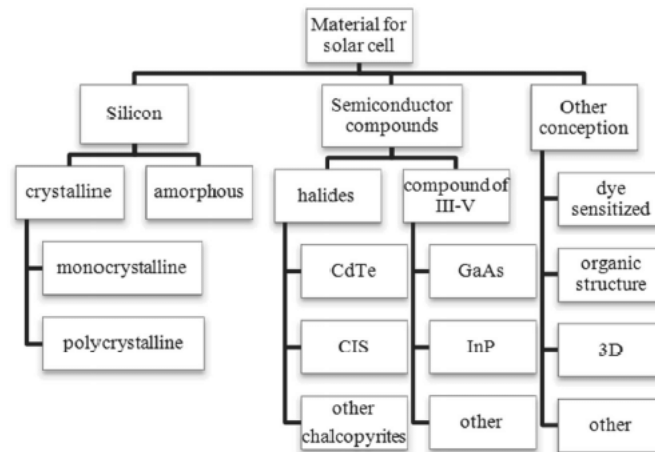 Material for
solar cell
Silicon
Semiconductor
compounds
Other
conception
crystalline
amorphous
halides
compound of
III-V
dye
sensitized
monocrystalline
CdTe
GaAs
organic
structure
polycrystalline
CIS
InP
3D
other
chalcopyrites
other
other